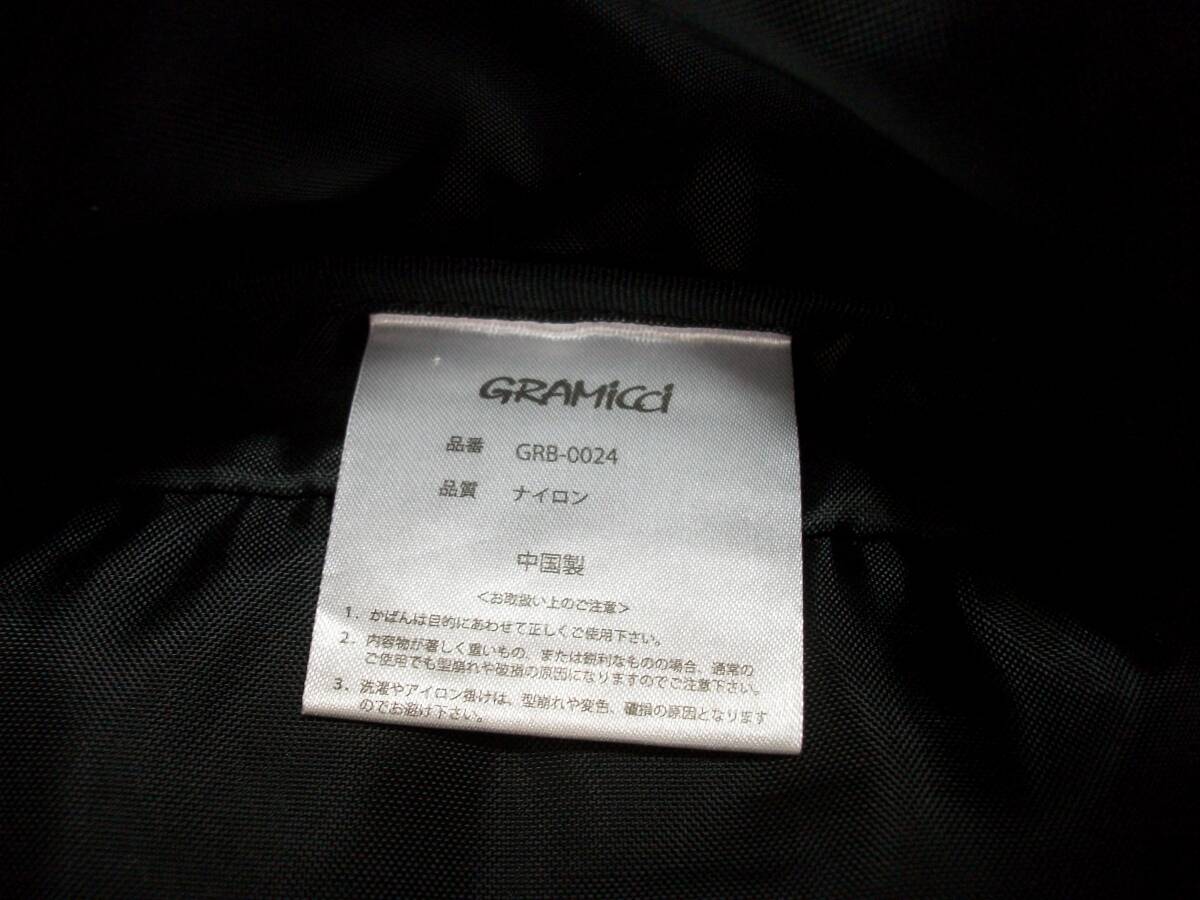 GRAMiCCi
品番 GRB-0024
品質 ナイロン
中国製
＜お取扱い上のご注意＞
1. かばんは目的にあわせて正しくご使用下さい。
2. 内容物が著しく重いもの、または鋭利なものの場合、通常の
ご使用でも型崩れや破損の原因になりますのでご注意下さい。
3. 洗濯やアイロン掛けは、型崩れや変色、破損の原因となります
のでお避け下さい。